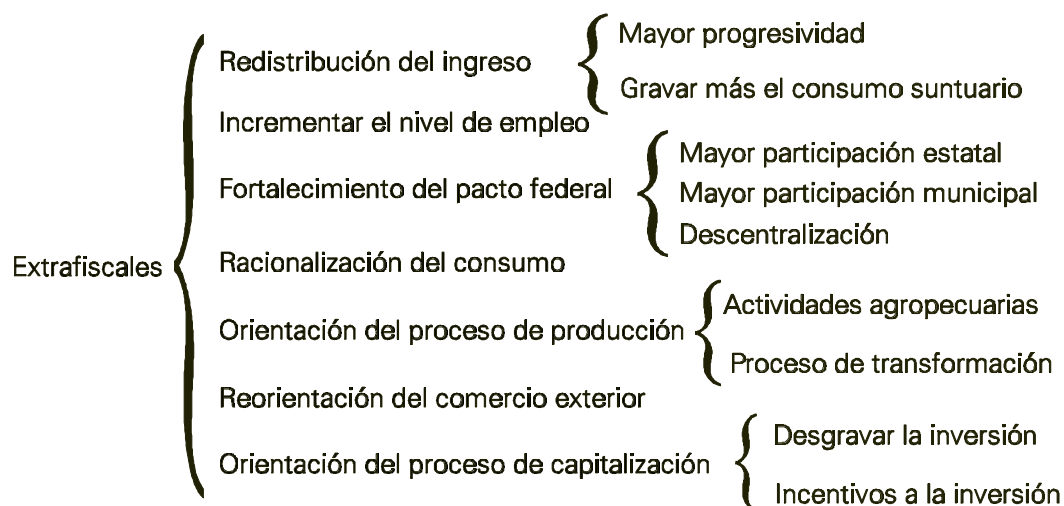 Extrafiscales
Redistribución del ingreso
Mayor progresividad
Gravar más el consumo suntuario
Incrementar el nivel de empleo
Fortalecimiento del pacto federal
Mayor participación estatal
Mayor participación municipal
Descentralización
Racionalización del consumo
Orientación del proceso de producción
Actividades agropecuarias
Proceso de transformación
Reorientación del comercio exterior
Orientación del proceso de capitalización
Desgravar la inversión
Incentivos a la inversión